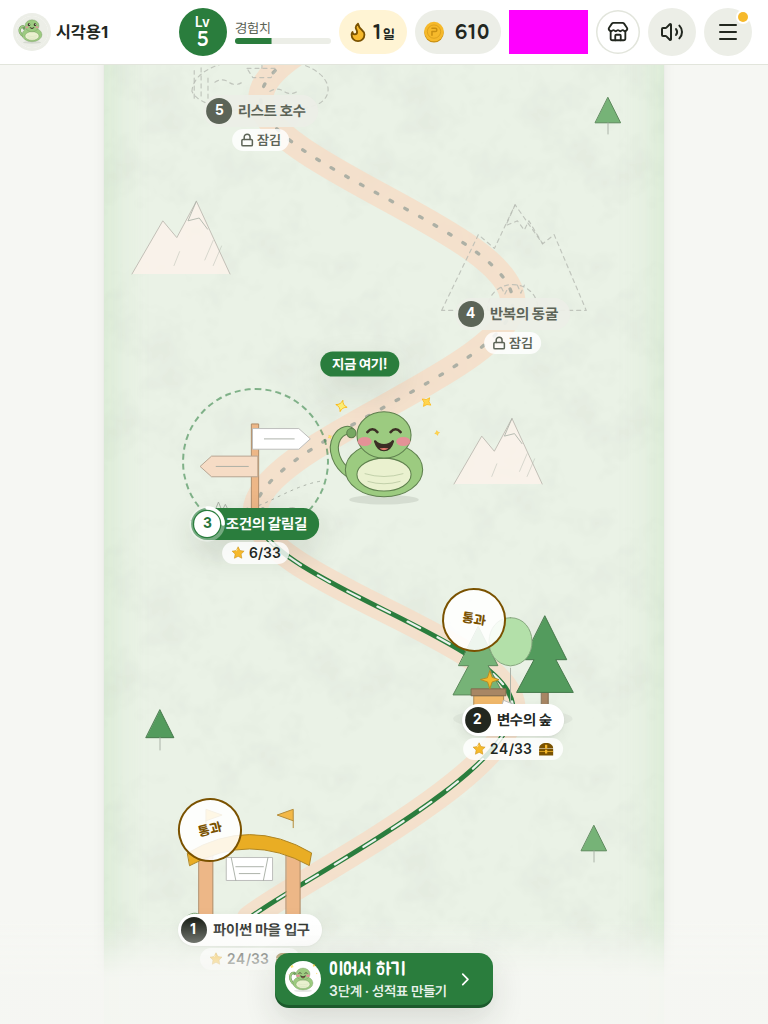 시각용1
Lv
5
경험치
1일
610
5 리스트 호수
잠김
4 반복의 동굴
잠김
지금 여기!
3 조건의 갈림길
6/33
통과
2 변수의 숲
24/33
통과
1 파이썬 마을 입구
24/33
이어서 하기
3단계 · 성적표 만들기